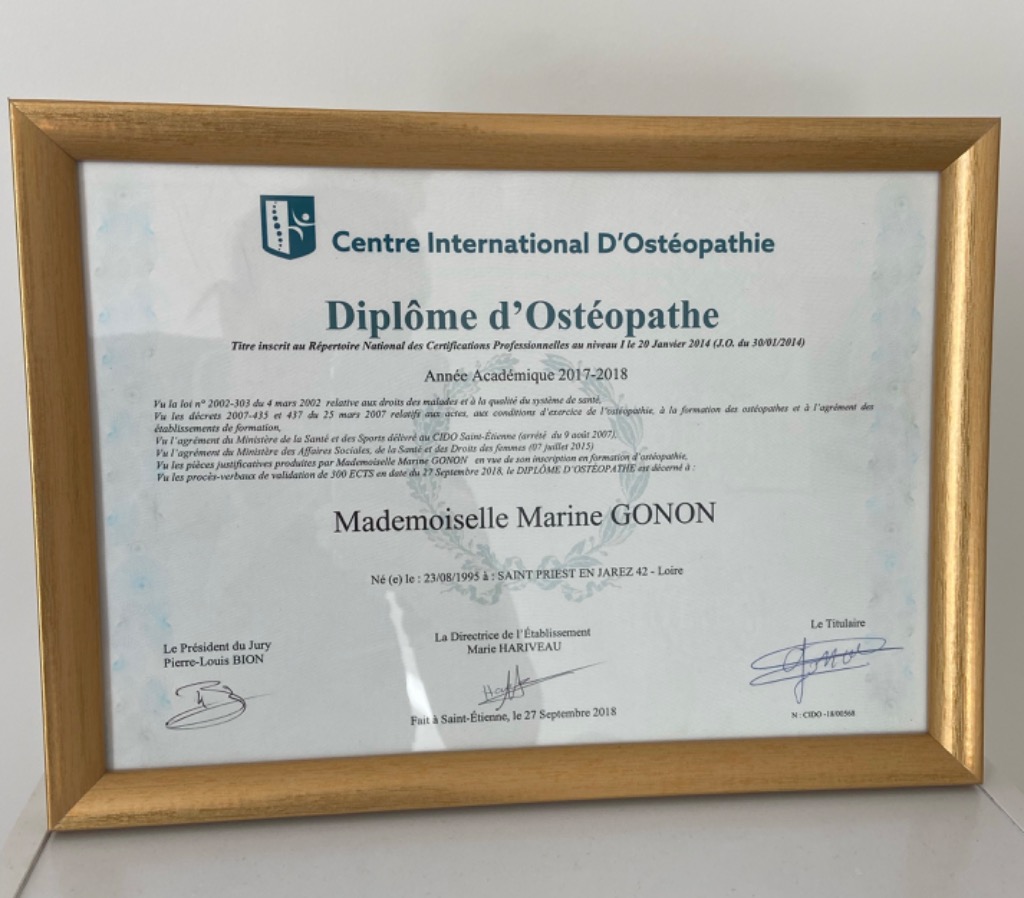 Centre International D'Ostéopathie
Diplôme d'Ostéopathe
Titre inscrit au Répertoire National des Certifications Professionnelles au niveau I le 20 Janvier 2014 (J.O. du 30/01/2014)
Année Académique 2017-2018
Vu la loi n° 2002-303 du 4 mars 2002 relative aux droits des malades et à la qualité du système de santé,
Vu les décrets 2007-435 et 437 du 25 mars 2007 relatifs aux actes, aux conditions d'exercice de l'ostéopathie, à la formation des ostéopathes et à l'agrément des
établissements de formation,
Vu l'agrément du Ministère de la Santé et des Sports délivré au CIDO Saint-Étienne (arrêté du 9 août 2007),
Vu l'agrément du Ministère des Affaires Sociales, de la Santé et des Droits des femmes (07 juillet 2015)
Vu les pièces justificatives produites par Mademoiselle Marine GONON en vue de son inscription en formation d'ostéopathie,
Vu les procès-verbaux de validation de 300 ECTS en date du 27 Septembre 2018, le DIPLÔME D'OSTÉOPATHE est décerné à :
Mademoiselle Marine GONON
Né (e) le : 23/08/1995 à : SAINT PRIEST EN JAREZ 42 - Loire
Le Président du Jury
Pierre-Louis BION
La Directrice de l'Établissement
Marie HARIVEAU
Le Titulaire
Gonon
Fait à Saint-Étienne, le 27 Septembre 2018
N : CIDO -18/00568